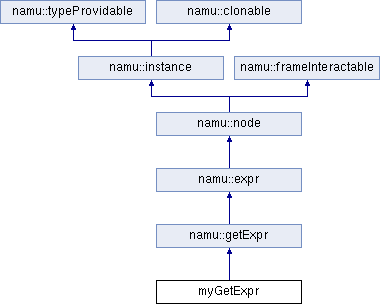 namu::typeProvidable
namu::clonable
namu::instance
namu::frameInteractable
namu::node
namu::expr
namu::getExpr
myGetExpr